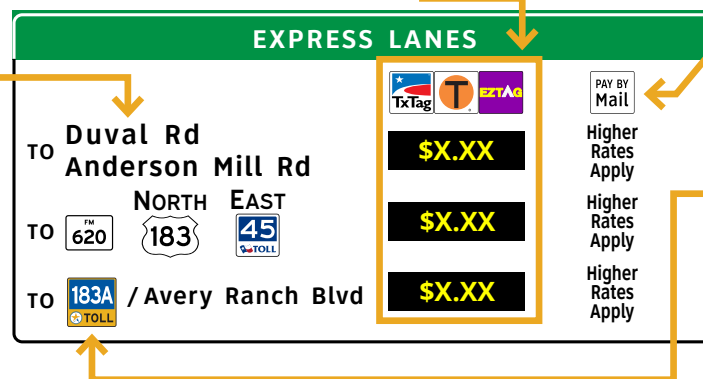 EXPRESS LANES
TxTag T EZTAG PAY BY Mail
TO Duval Rd
Anderson Mill Rd
$X.XX
Higher
Rates
Apply
NORTH EAST
TO FM 620 183 45 TOLL
$X.XX
Higher
Rates
Apply
TO 183A TOLL / Avery Ranch Blvd
$X.XX
Higher
Rates
Apply